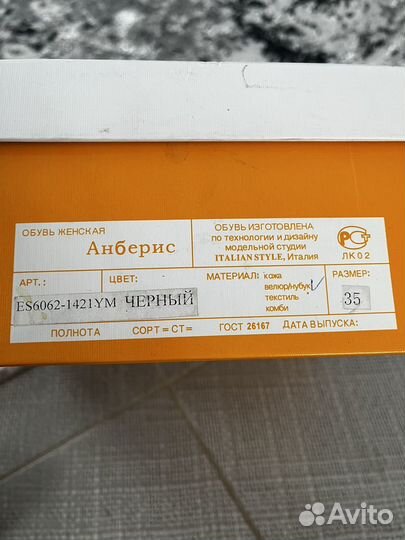 ОБУВЬ ЖЕНСКАЯ
Анберис
ОБУВЬ ИЗГОТОВЛЕНА
по технологии и дизайну
модельной студии
ITALIAN STYLE, Италия
РСТ
ЛК02
АРТ.:
ES6062-1421YM
ЦВЕТ:
ЧЕРНЫЙ
МАТЕРИАЛ: кожа
велюр/нубук
текстиль
комби
РАЗМЕР:
35
ПОЛНОТА
СОРТ =СТ=
ГОСТ 26167
ДАТА ВЫПУСКА:
Avito